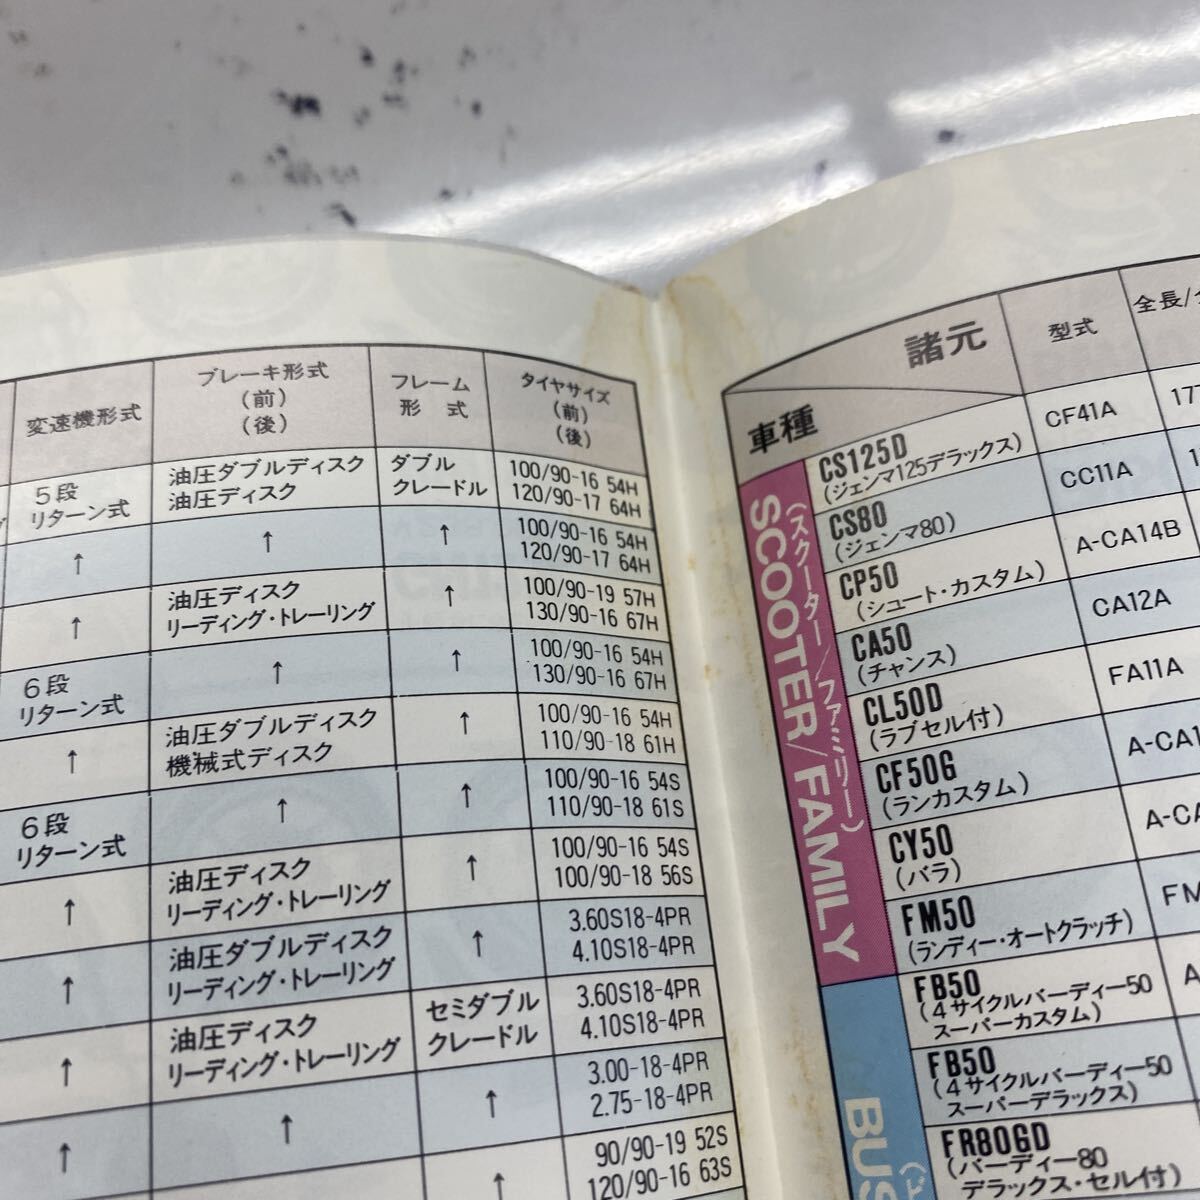 変速機形式
ブレーキ形式
(前)
(後)
フレーム
形 式
タイヤサイズ
(前)
(後)
5段
リターン式
油圧ダブルディスク
油圧ディスク
ダブル
クレードル
100/90-16 54H
120/90-17 64H
↑
↑
↑
100/90-16 54H
120/90-17 64H
↑
油圧ディスク
リーディング・トレーリング
↑
100/90-19 57H
130/90-16 67H
6段
リターン式
↑
↑
100/90-16 54H
130/90-16 67H
↑
油圧ダブルディスク
機械式ディスク
↑
100/90-16 54H
110/90-18 61H
6段
リターン式
↑
↑
100/90-16 54S
110/90-18 61S
↑
油圧ディスク
リーディング・トレーリング
↑
100/90-16 54S
100/90-18 56S
↑
油圧ダブルディスク
リーディング・トレーリング
↑
3.60S18-4PR
4.10S18-4PR
↑
油圧ディスク
リーディング・トレーリング
セミダブル
クレードル
3.60S18-4PR
4.10S18-4PR
↑
↑
↑
3.00-18-4PR
2.75-18-4PR
↑
90/90-19 52S
120/90-16 63S
諸元
車種
型式
全長/
SCOOTER/FAMILY
(スクーター/ファミリー)
CS125D
(ジェンマ125デラックス)
CF41A
177
CS80
(ジェンマ80)
CC11A
CP50
(シュート・カスタム)
A-CA14B
CA50
(チャンス)
CA12A
CL50D
(ラブセル付)
FA11A
CF50G
(ランカスタム)
A-CA1
CY50
(バラ)
A-CA
FM50
(ランディー・オートクラッチ)
FM
BUS
FB50
(4サイクルバーディー50
スーパーカスタム)
A
FB50
(4サイクルバーディー50
スーパーデラックス)
FR80GD
(バーディー80
デラックス・セル付)